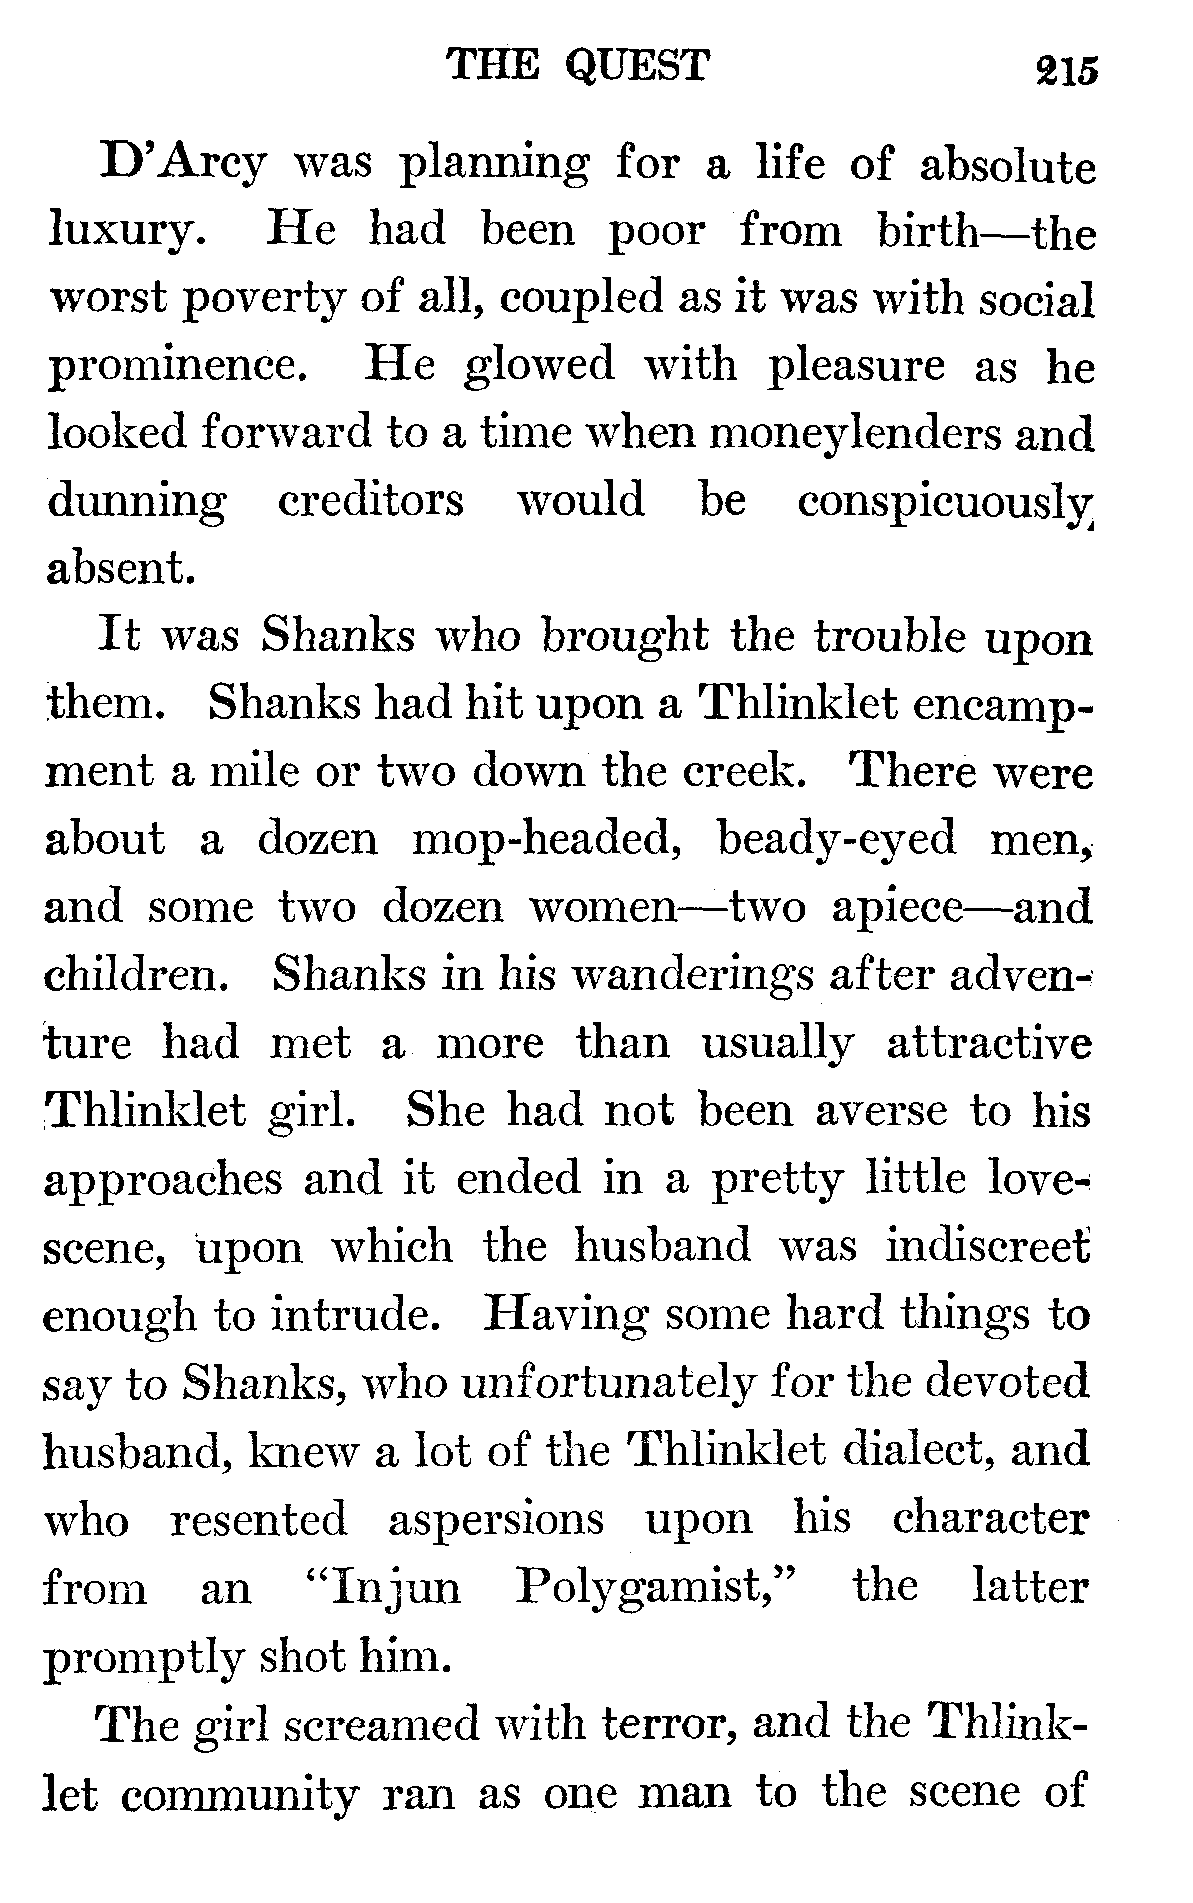 THE QUEST 215
D'Arcy was planning for a life of absolute
luxury. He had been poor from birth—the
worst poverty of all, coupled as it was with social
prominence. He glowed with pleasure as he
looked forward to a time when moneylenders and
dunning creditors would be conspicuously
absent.
It was Shanks who brought the trouble upon
them. Shanks had hit upon a Thlinklet encamp-
ment a mile or two down the creek. There were
about a dozen mop-headed, beady-eyed men,
and some two dozen women—two apiece—and
children. Shanks in his wanderings after adven-
ture had met a more than usually attractive
Thlinklet girl. She had not been averse to his
approaches and it ended in a pretty little love-
scene, upon which the husband was indiscreet
enough to intrude. Having some hard things to
say to Shanks, who unfortunately for the devoted
husband, knew a lot of the Thlinklet dialect, and
who resented aspersions upon his character
from an “Injun Polygamist,” the latter
promptly shot him.
The girl screamed with terror, and the Thlink-
let community ran as one man to the scene of